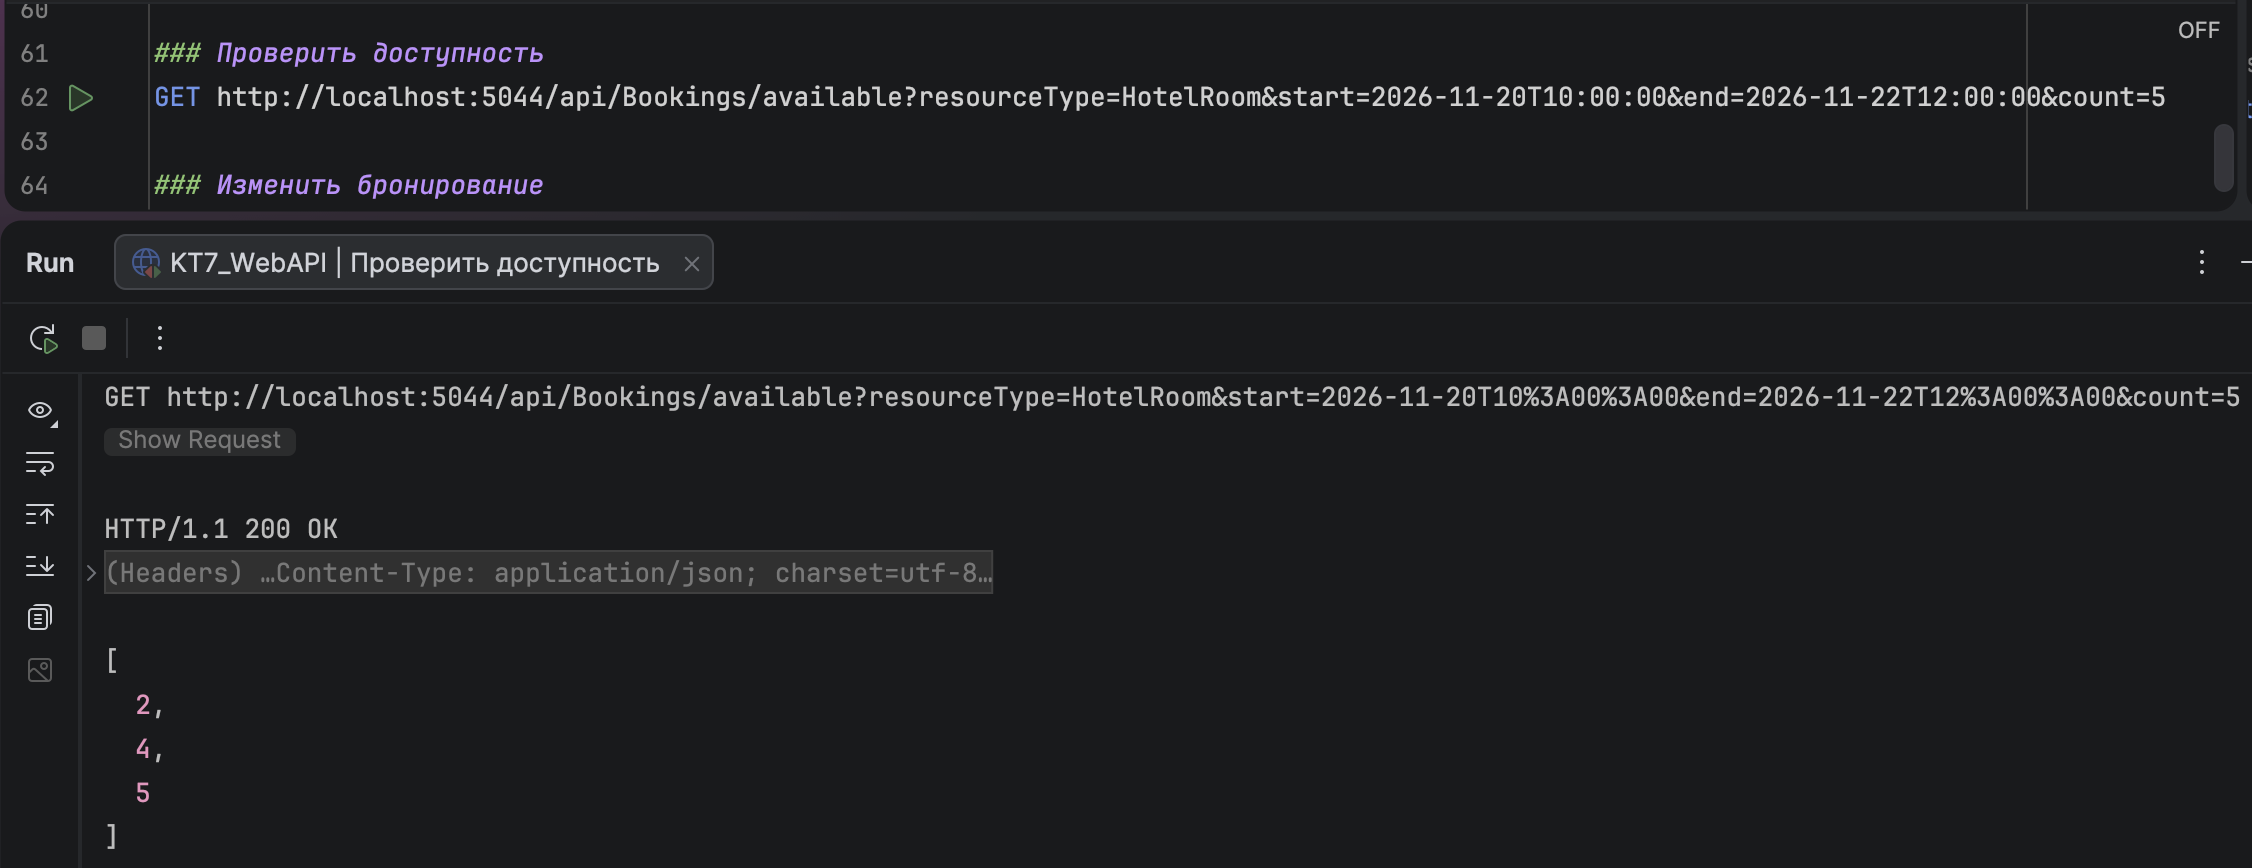 60
OFF
61 ### Проверить доступность
62 GET http://localhost:5044/api/Bookings/available?resourceType=HotelRoom&start=2026-11-20T10:00:00&end=2026-11-22T12:00:00&count=5
63
64 ### Изменить бронирование
Run KT7_WebAPI | Проверить доступность
GET http://localhost:5044/api/Bookings/available?resourceType=HotelRoom&start=2026-11-20T10%3A00%3A00&end=2026-11-22T12%3A00%3A00&count=5
Show Request
HTTP/1.1 200 OK
(Headers) …Content-Type: application/json; charset=utf-8…
[
2,
4,
5
]